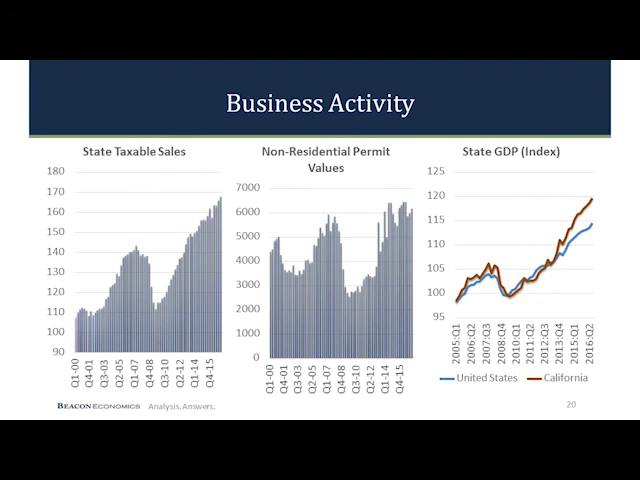 Business Activity
State Taxable Sales
180
170
160
150
140
130
120
110
100
90
Q1-00
Q4-01
Q3-03
Q2-05
Q1-07
Q4-08
Q3-10
Q2-12
Q1-14
Q4-15
Non-Residential Permit
Values
7000
6000
5000
4000
3000
2000
1000
0
Q1-00
Q4-01
Q3-03
Q2-05
Q1-07
Q4-08
Q3-10
Q2-12
Q1-14
Q4-15
State GDP (Index)
125
120
115
110
105
100
95
2005:Q1
2006:Q2
2007:Q3
2008:Q4
2010:Q1
2011:Q2
2012:Q3
2013:Q4
2015:Q1
2016:Q2
United States
California
BEACON ECONOMICS
Analysis. Answers.
20